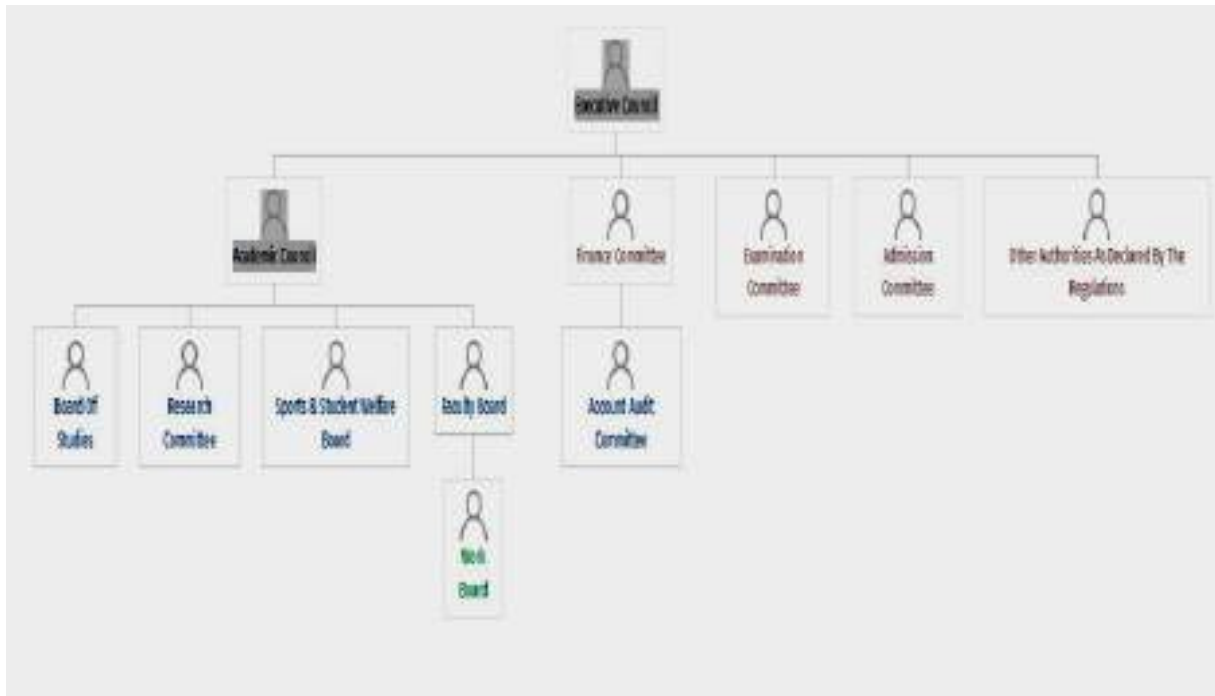 Executive Council
Academic Council
Finance Committee
Examination
Committee
Admission
Committee
Other Authorities As Declared By The
Regulations
Board Of
Studies
Research
Committee
Sports & Student Welfare
Board
Faculty Board
Account Audit
Committee
Work
Board